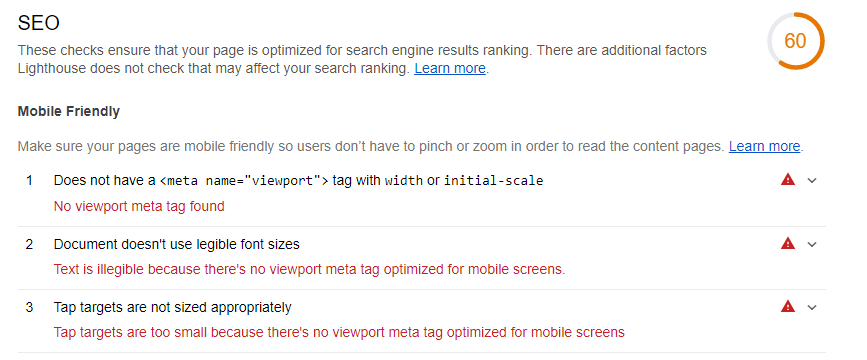 SEO
60
These checks ensure that your page is optimized for search engine results ranking. There are additional factors
Lighthouse does not check that may affect your search ranking. Learn more.
Mobile Friendly
Make sure your pages are mobile friendly so users don’t have to pinch or zoom in order to read the content pages. Learn more.
1 Does not have a <meta name="viewport"> tag with width or initial-scale
No viewport meta tag found
2 Document doesn't use legible font sizes
Text is illegible because there's no viewport meta tag optimized for mobile screens.
3 Tap targets are not sized appropriately
Tap targets are too small because there's no viewport meta tag optimized for mobile screens